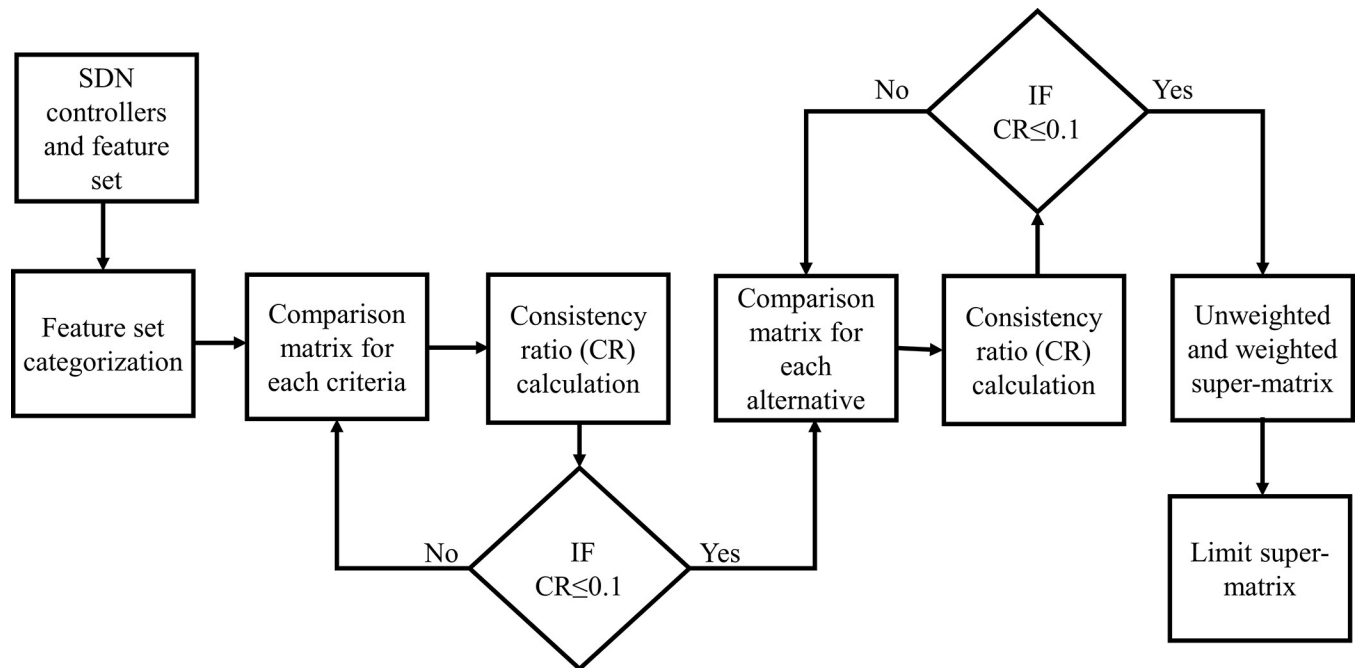 SDN
controllers
and feature
set
Feature set
categorization
Comparison
matrix for
each criteria
Consistency
ratio (CR)
calculation
IF
CR≤0.1
No
Yes
Comparison
matrix for
each
alternative
Consistency
ratio (CR)
calculation
IF
CR≤0.1
No
Yes
Unweighted
and weighted
super-matrix
Limit super-
matrix